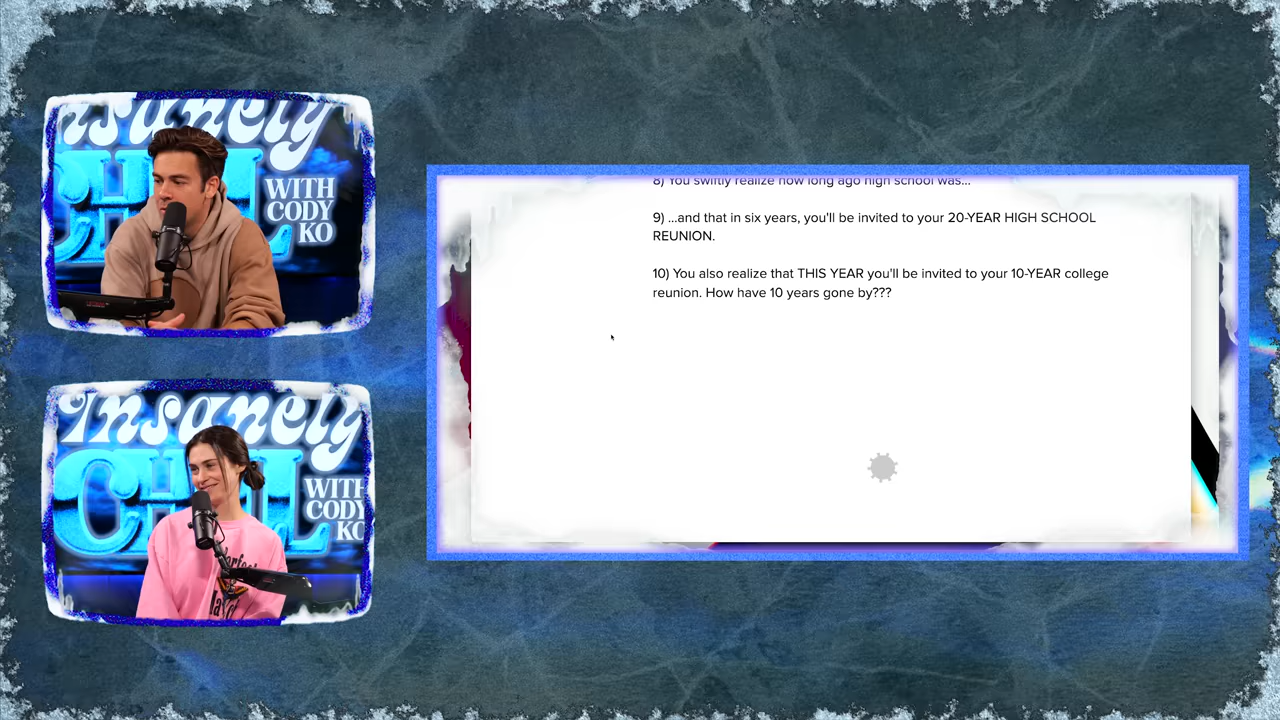 Insanely
CHILL
WITH
CODY
KO
8) You swiftly realize how long ago high school was...
9) ...and that in six years, you'll be invited to your 20-YEAR HIGH SCHOOL
REUNION.
10) You also realize that THIS YEAR you'll be invited to your 10-YEAR college
reunion. How have 10 years gone by???
Insanely
CHILL
WITH
CODY
KO